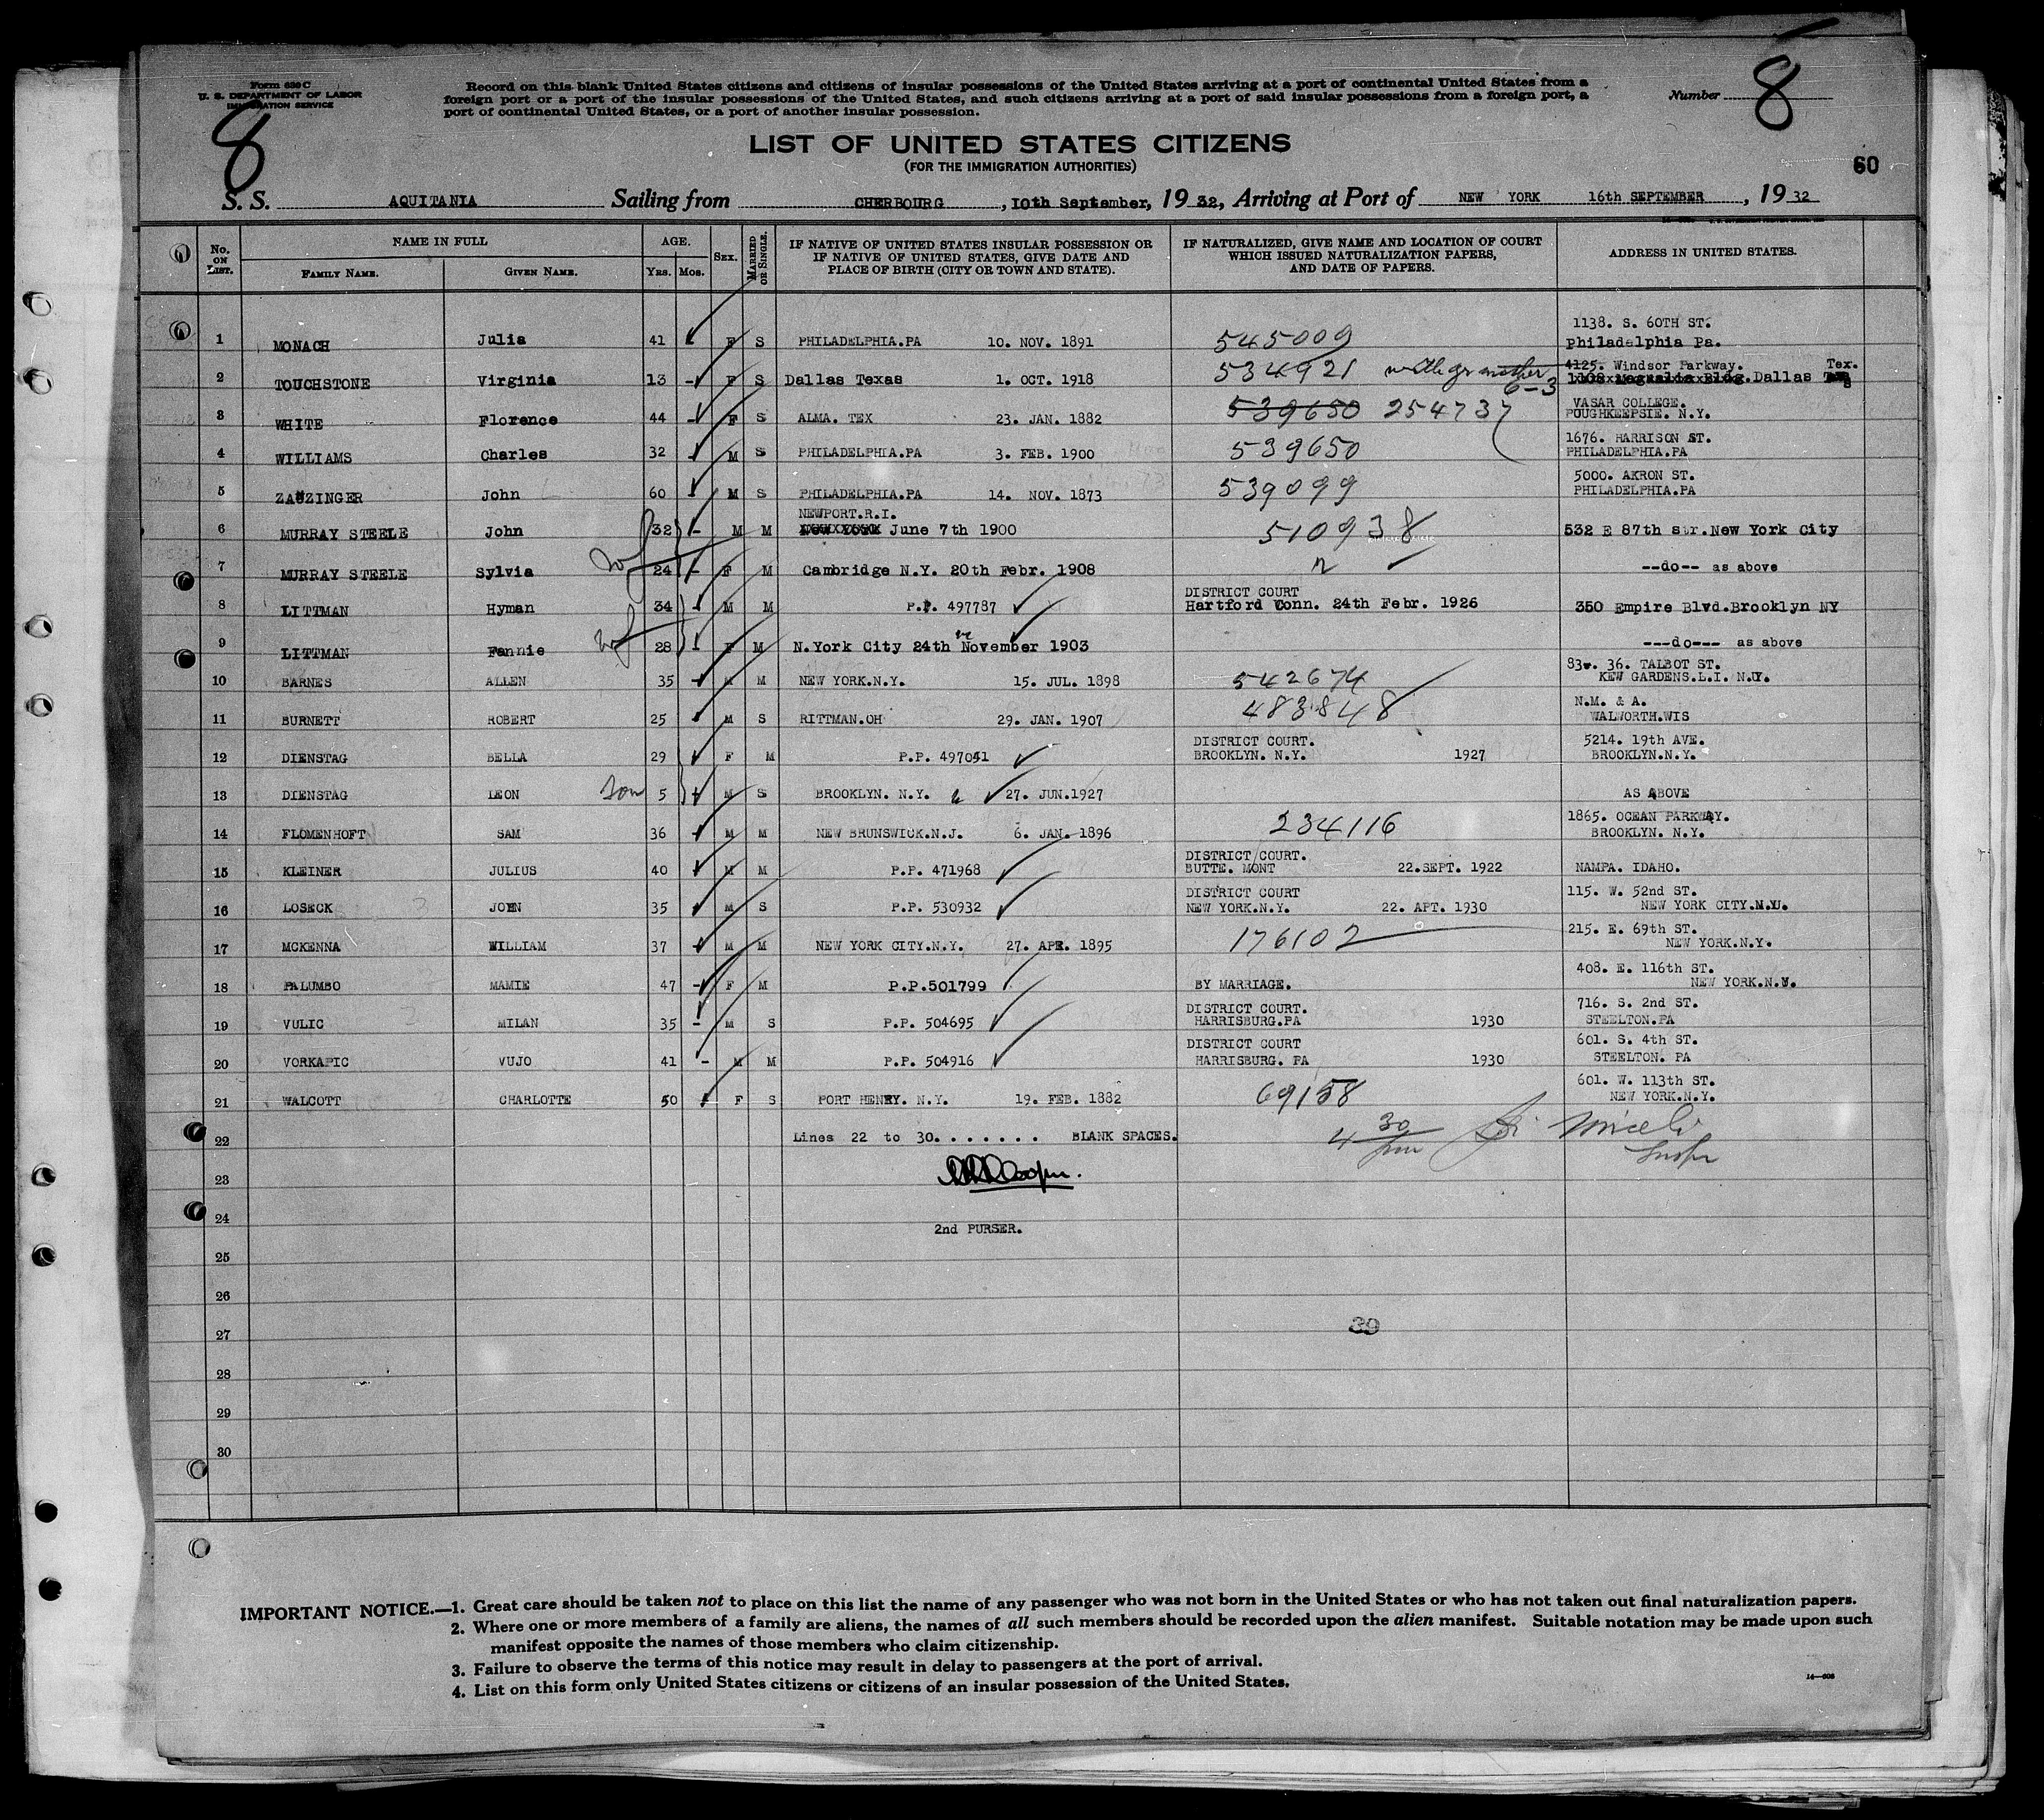 Form 630 C
U. S. DEPARTMENT OF LABOR
IMMIGRATION SERVICE
8
Record on this blank United States citizens and citizens of insular possessions of the United States arriving at a port of continental United States from a
foreign port or a port of the insular possessions of the United States, and such citizens arriving at a port of said insular possessions from a foreign port, a
port of continental United States, or a port of another insular possession.
Number 8
LIST OF UNITED STATES CITIZENS
(FOR THE IMMIGRATION AUTHORITIES)
60
S. S. AQUITANIA Sailing from CHERBOURG, 10th September, 1932, Arriving at Port of NEW YORK 16th SEPTEMBER, 1932
No. ON LIST. NAME IN FULL FAMILY NAME. GIVEN NAME. AGE. YRS. MOS. SEX. MARRIED OR SINGLE. IF NATIVE OF UNITED STATES INSULAR POSSESSION OR IF NATIVE OF UNITED STATES, GIVE DATE AND PLACE OF BIRTH (CITY OR TOWN AND STATE). IF NATURALIZED, GIVE NAME AND LOCATION OF COURT WHICH ISSUED NATURALIZATION PAPERS, AND DATE OF PAPERS. ADDRESS IN UNITED STATES.
1 MONACH Julia 41 F S PHILADELPHIA.PA 10. NOV. 1891 545009 1138. S. 60TH ST. Philadelphia Pa.
2 TOUCHSTONE Virginia 13 - F S Dallas Texas 1. OCT. 1918 534921 with grandmother 6-3 4125. Windsor Parkway. Dallas Tex.
3 WHITE Florence 44 - F S ALMA. TEX 23. JAN. 1882 539650 254737 VASAR COLLEGE. POUGHKEEPSIE. N.Y.
4 WILLIAMS Charles 32 M S PHILADELPHIA.PA 3. FEB. 1900 539650 1676. HARRISON ST. PHILADELPHIA.PA
5 ZAUZINGER John 60 - M S PHILADELPHIA.PA 14. NOV. 1873 539099 5000. AKRON ST. PHILADELPHIA.PA
6 MURRAY STEELE John 32 - M M NEWPORT.R.I. June 7th 1900 510938 532 E 87th str.New York City
7 MURRAY STEELE Sylvia wf 24 - F M Cambridge N.Y. 20th Febr. 1908 " --do-- as above
8 LITTMAN Hyman 34 - M M P.P. 497787 DISTRICT COURT Hartford Conn. 24th Febr. 1926 350 Empire Blvd.Brooklyn NY
9 LITTMAN Fannie wf 28 - F M N.York City 24th November 1903 ---do--- as above
10 BARNES ALLEN 35 - M M NEW YORK.N.Y. 15. JUL. 1898 542674 83. 36. TALBOT ST. KEW GARDENS.L.I. N.Y.
11 BURNETT ROBERT 25 M S RITTMAN.OH 29. JAN. 1907 483848 N.M. & A. WALWORTH.WIS
12 DIENSTAG BELLA 29 F M P.P. 497051 DISTRICT COURT. BROOKLYN. N.Y. 1927 5214. 19th AVE. BROOKLYN.N.Y.
13 DIENSTAG LEON son 5 M S BROOKLYN. N.Y. 27. JUN.1927 AS ABOVE
14 FLOMENHOFT SAM 36 - M M NEW BRUNSWICK.N.J. 6. JAN. 1896 234116 1865. OCEAN PARKWAY. BROOKLYN. N.Y.
15 KLEINER JULIUS 40 M M P.P. 471968 DISTRICT COURT. BUTTE. MONT 22.SEPT. 1922 NAMPA. IDAHO.
16 LOSECK JOHN 35 M S P.P. 530932 DISTRICT COURT NEW YORK.N.Y. 22. APT. 1930 115. W. 52nd ST. NEW YORK CITY.N.Y.
17 MCKENNA WILLIAM 37 M M NEW YORK CITY.N.Y. 27. APR. 1895 176102 215. E. 69th ST. NEW YORK.N.Y.
18 PALUMBO MAMIE 47 - F M P.P.501799 BY MARRIAGE. 408. E. 116th ST. NEW YORK.N.Y.
19 VULIC MILAN 35 - M S P.P. 504695 DISTRICT COURT. HARRISBURG.PA 1930 716. S. 2nd ST. STEELTON.PA
20 VORKAPIC VUJO 41 - M M P.P. 504916 DISTRICT COURT HARRISBURG. PA 1930 601. S. 4th ST. STEELTON. PA
21 WALCOTT CHARLOTTE 50 F S PORT HENRY. N.Y. 19. FEB. 1882 69158 601. W. 113th ST. NEW YORK.N.Y.
22 Lines 22 to 30. . . . . . . BLANK SPACES. 4 30 pm
23
24 2nd PURSER.
25
26
27 39
28
29
30
IMPORTANT NOTICE.—1. Great care should be taken not to place on this list the name of any passenger who was not born in the United States or who has not taken out final naturalization papers.
2. Where one or more members of a family are aliens, the names of all such members should be recorded upon the alien manifest. Suitable notation may be made upon such
manifest opposite the names of those members who claim citizenship.
3. Failure to observe the terms of this notice may result in delay to passengers at the port of arrival.
4. List on this form only United States citizens or citizens of an insular possession of the United States.